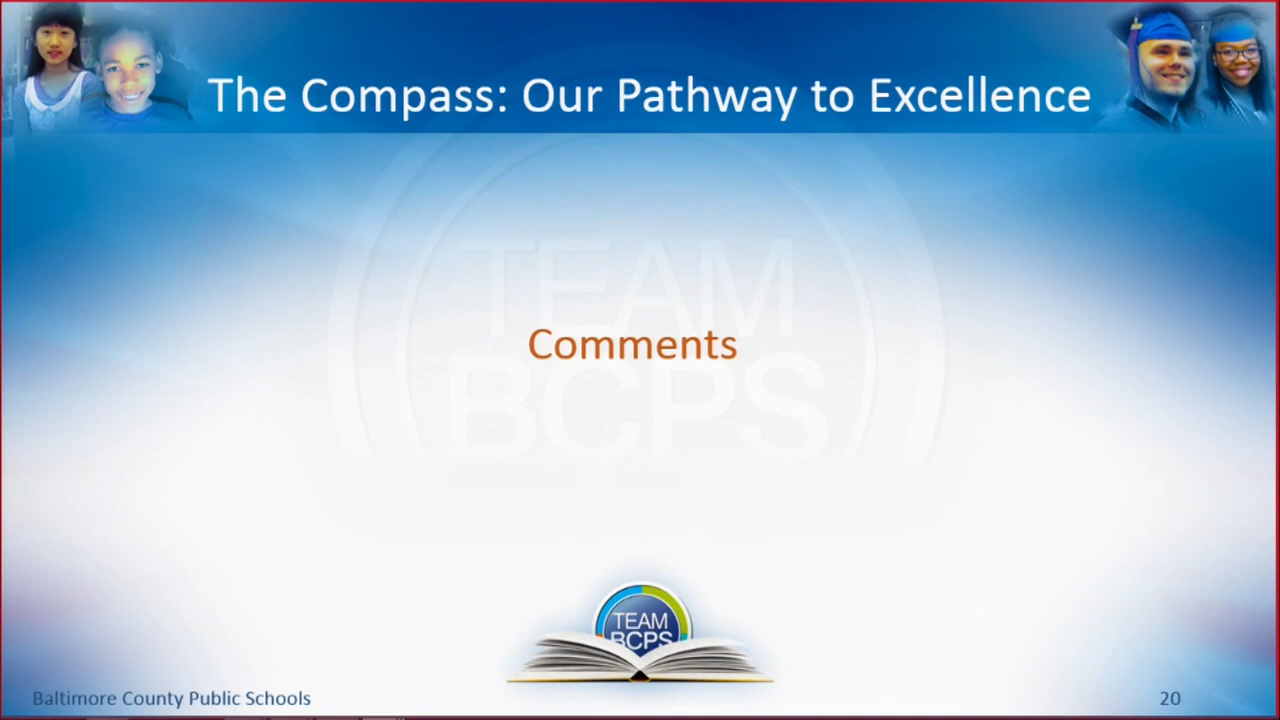 The Compass: Our Pathway to Excellence
TEAM
BCPS
Comments
TEAM
BCPS
Baltimore County Public Schools
20